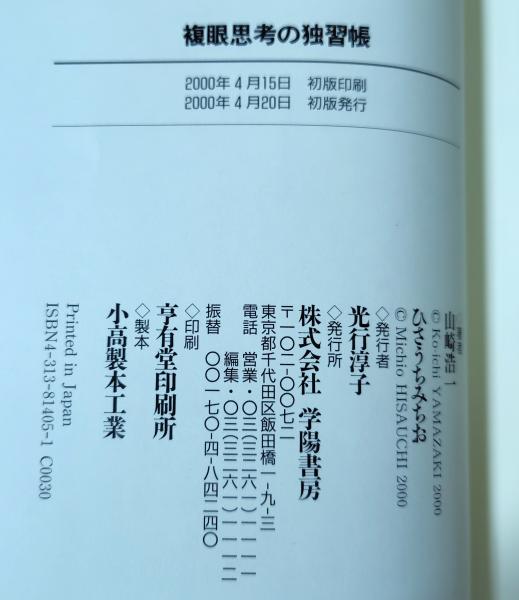 複眼思考の独習帳
2000年4月15日 初版印刷
2000年4月20日 初版発行
山崎浩一
© Ko-ichi YAMAZAKI 2000
ひさうちみちお
© Michio HISAUCHI 2000
◇発行者
光行淳子
◇発行所
株式会社 学陽書房
〒一〇二-〇〇七二
東京都千代田区飯田橋一-九-三
電話 営業・〇三(三二六一)一一一一
編集・〇三(三二六一)一一一二
振替 〇〇一七〇-四-八四二四〇
◇印刷
亨有堂印刷所
◇製本
小高製本工業
Printed in Japan
ISBN4-313-81405-1 C0030